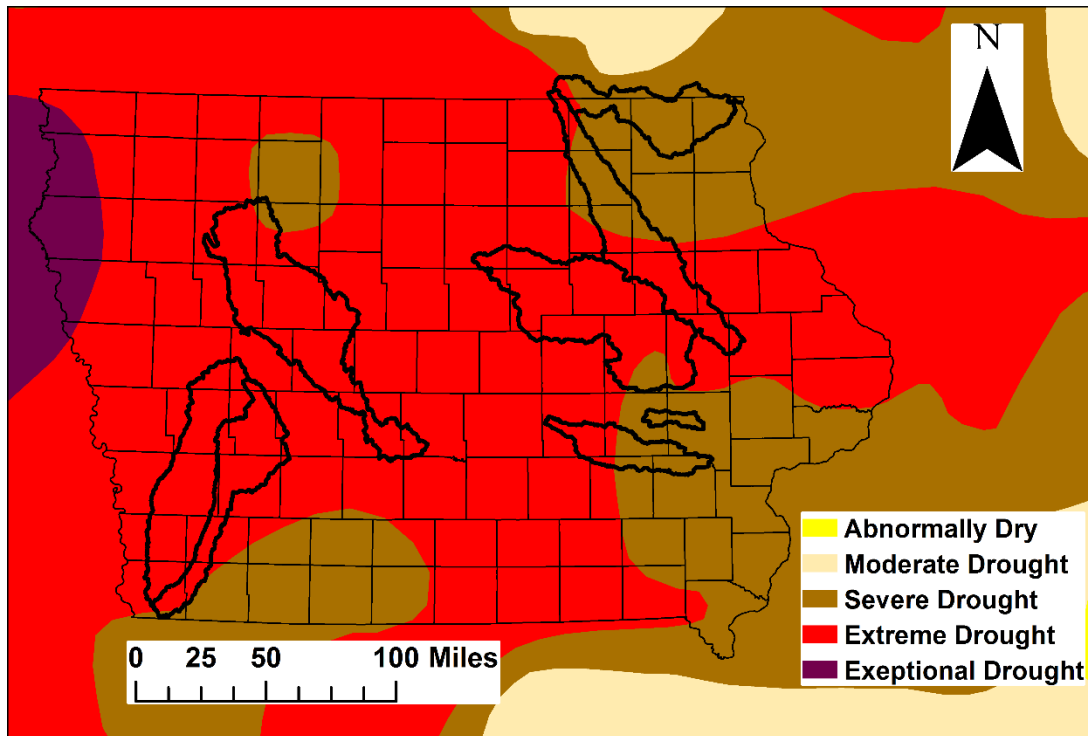 N
Abnormally Dry
Moderate Drought
Severe Drought
Extreme Drought
Exeptional Drought
0 25 50 100 Miles